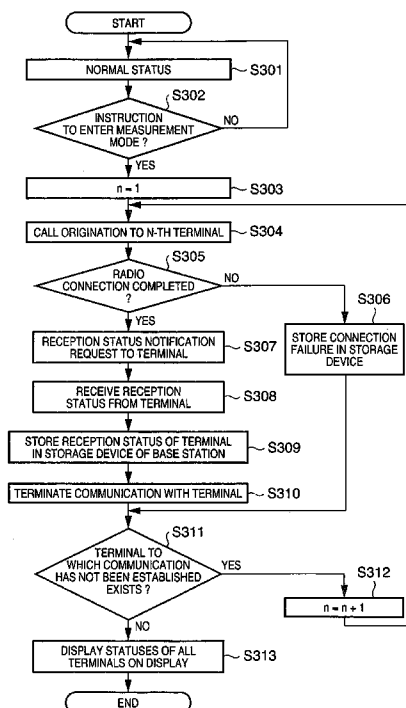 START
NORMAL STATUS
S301
S302
INSTRUCTION
TO ENTER MEASUREMENT
MODE ?
NO
YES
n = 1
S303
CALL ORIGINATION TO N-TH TERMINAL
S304
S305
RADIO
CONNECTION COMPLETED
?
NO
YES
S306
STORE CONNECTION
FAILURE IN STORAGE
DEVICE
RECEPTION STATUS NOTIFICATION
REQUEST TO TERMINAL
S307
RECEIVE RECEPTION
STATUS FROM TERMINAL
S308
STORE RECEPTION STATUS OF TERMINAL
IN STORAGE DEVICE OF BASE STATION
S309
TERMINATE COMMUNICATION WITH TERMINAL
S310
S311
TERMINAL TO
WHICH COMMUNICATION
HAS NOT BEEN ESTABLISHED
EXISTS ?
YES
S312
n = n + 1
NO
DISPLAY STATUSES OF ALL
TERMINALS ON DISPLAY
S313
END